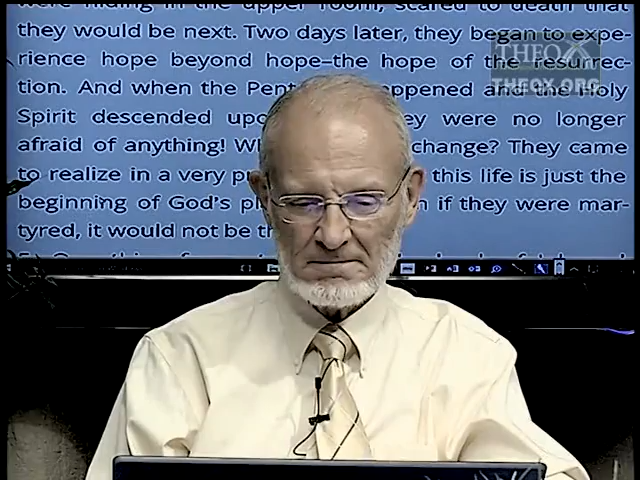 were hiding in the upper room, scared to death that
they would be next. Two days later, they began to expe-
rience hope beyond hope–the hope of the resurrec-
tion. And when the Pent appened and the Holy
Spirit descended upo ey were no longer
afraid of anything! W change? They came
to realize in a very p this life is just the
beginning of God's pl n if they were mar-
tyred, it would not be th
THEOX
THEOX.ORG